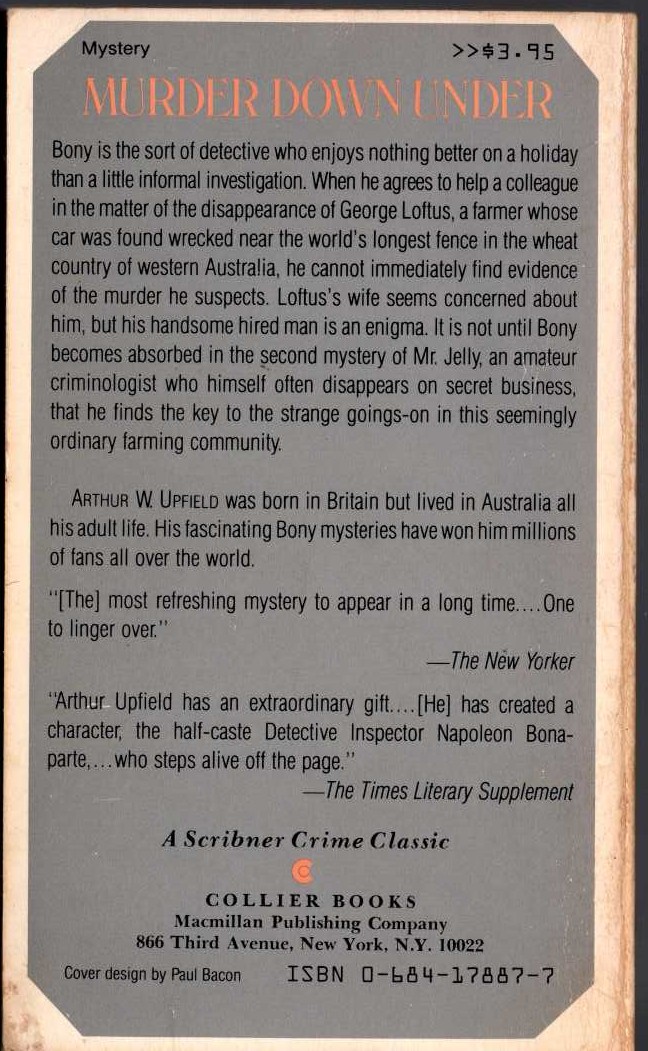 Mystery >>$3.95
MURDER DOWN UNDER
Bony is the sort of detective who enjoys nothing better on a holiday
than a little informal investigation. When he agrees to help a colleague
in the matter of the disappearance of George Loftus, a farmer whose
car was found wrecked near the world's longest fence in the wheat
country of western Australia, he cannot immediately find evidence
of the murder he suspects. Loftus's wife seems concerned about
him, but his handsome hired man is an enigma. It is not until Bony
becomes absorbed in the second mystery of Mr. Jelly, an amateur
criminologist who himself often disappears on secret business,
that he finds the key to the strange goings-on in this seemingly
ordinary farming community.
ARTHUR W. UPFIELD was born in Britain but lived in Australia all
his adult life. His fascinating Bony mysteries have won him millions
of fans all over the world.
"[The] most refreshing mystery to appear in a long time....One
to linger over."
—The New Yorker
"Arthur Upfield has an extraordinary gift....[He] has created a
character, the half-caste Detective Inspector Napoleon Bona-
parte,...who steps alive off the page."
—The Times Literary Supplement
A Scribner Crime Classic
COLLIER BOOKS
Macmillan Publishing Company
866 Third Avenue, New York, N.Y. 10022
Cover design by Paul Bacon ISBN 0-684-17887-7